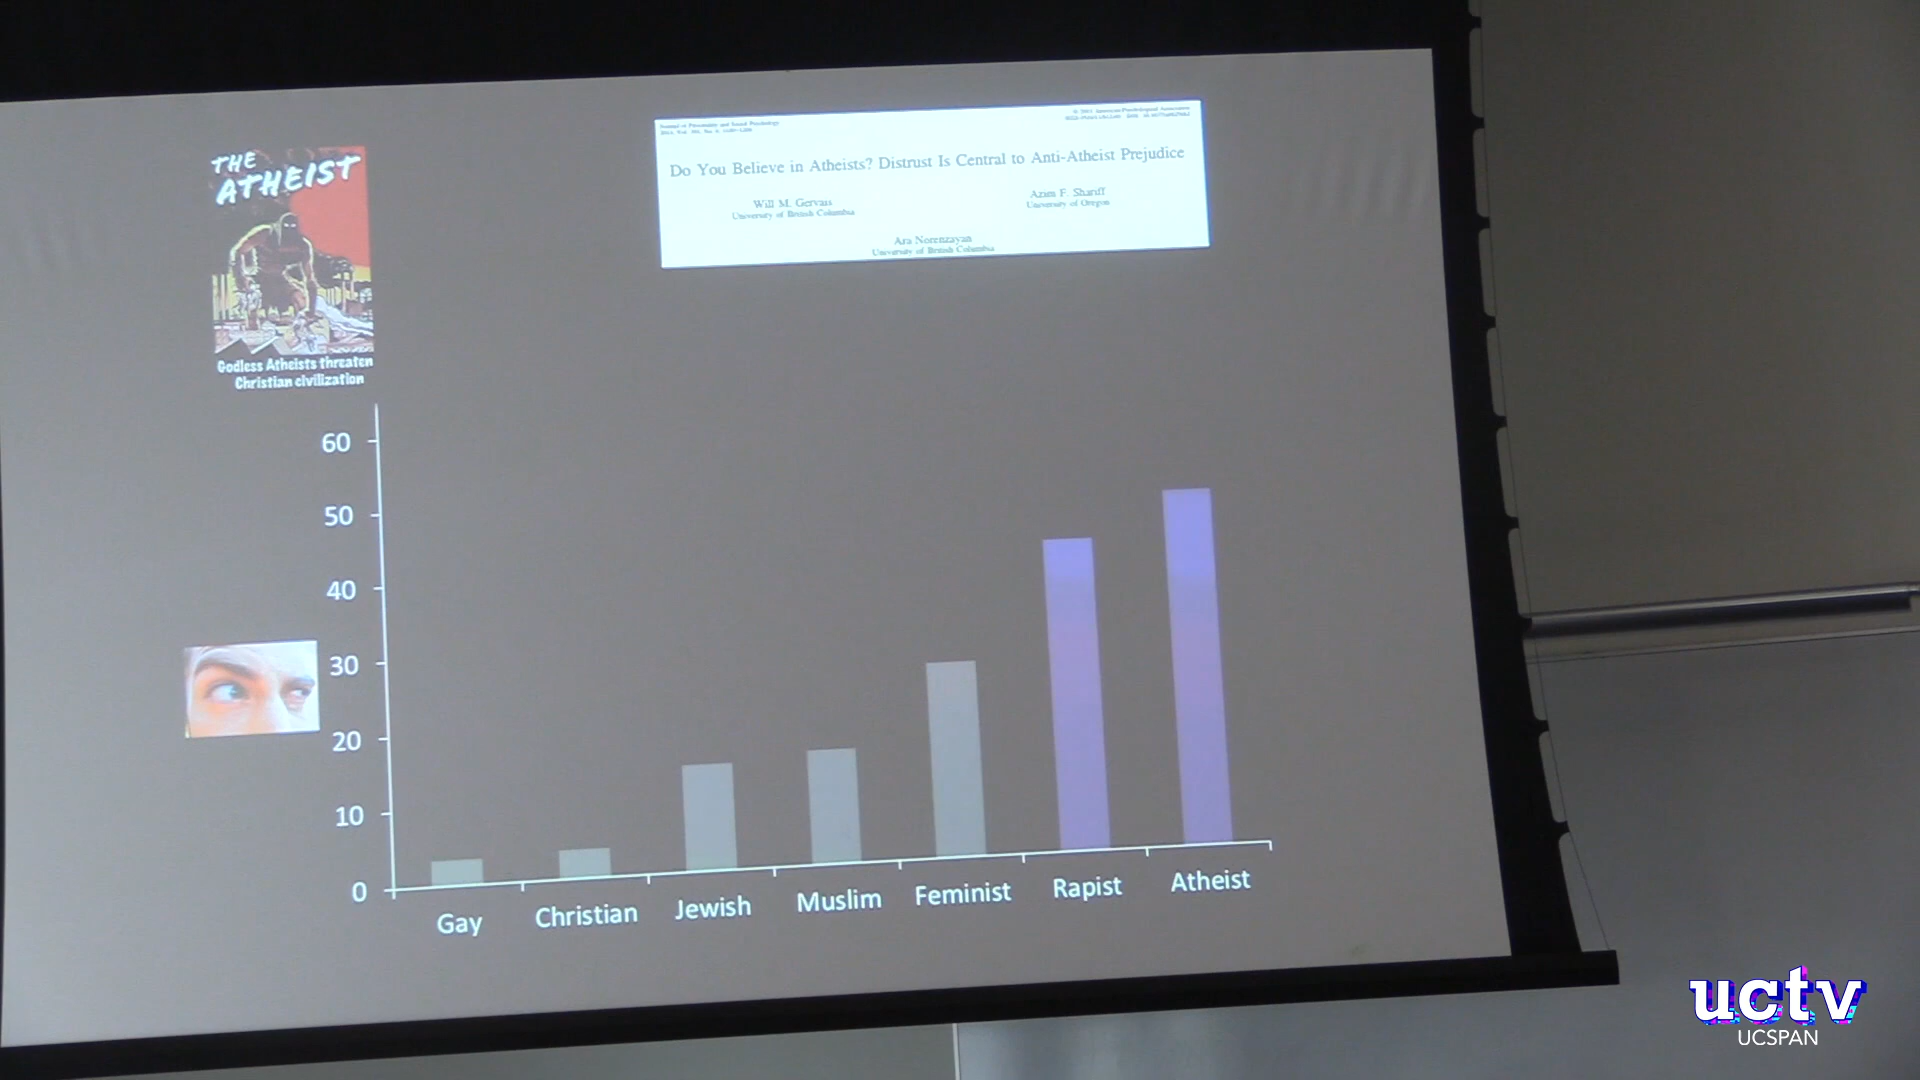 THE
ATHEIST
Godless Atheists threaten
Christian civilization
Do You Believe in Atheists? Distrust Is Central to Anti-Atheist Prejudice
Will M. Gervais
University of British Columbia
Azim F. Shariff
University of Oregon
Ara Norenzayan
University of British Columbia
60
50
40
30
20
10
0
Gay
Christian
Jewish
Muslim
Feminist
Rapist
Atheist
uctv
UCSPAN